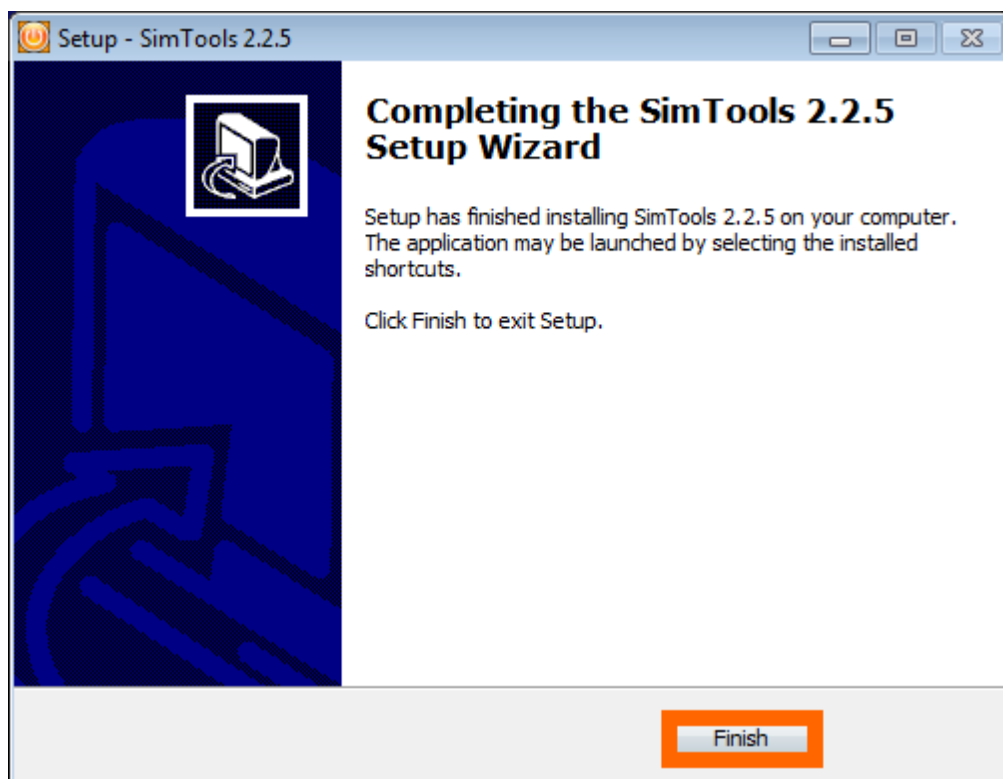 Setup - SimTools 2.2.5
Completing the SimTools 2.2.5
Setup Wizard
Setup has finished installing SimTools 2.2.5 on your computer.
The application may be launched by selecting the installed
shortcuts.
Click Finish to exit Setup.
Finish